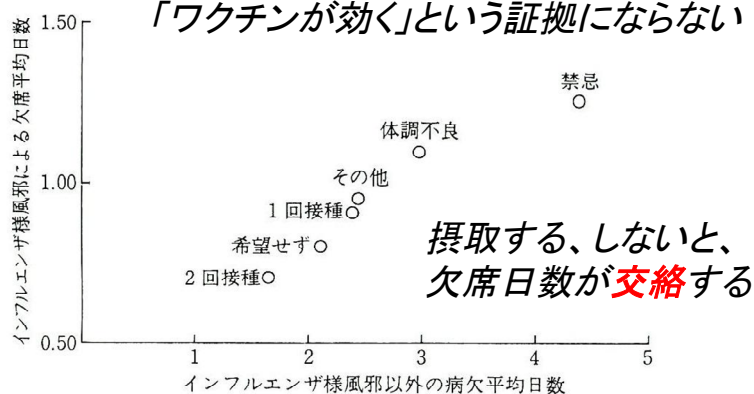 「ワクチンが効く」という証拠にならない
インフルエンザ様風邪による欠席平均日数
1.50
1.00
0.50
禁忌
体調不良
その他
1回接種
希望せず
2回接種
摂取する、しないと、
欠席日数が交絡する
1
2
3
4
5
インフルエンザ様風邪以外の病欠平均日数